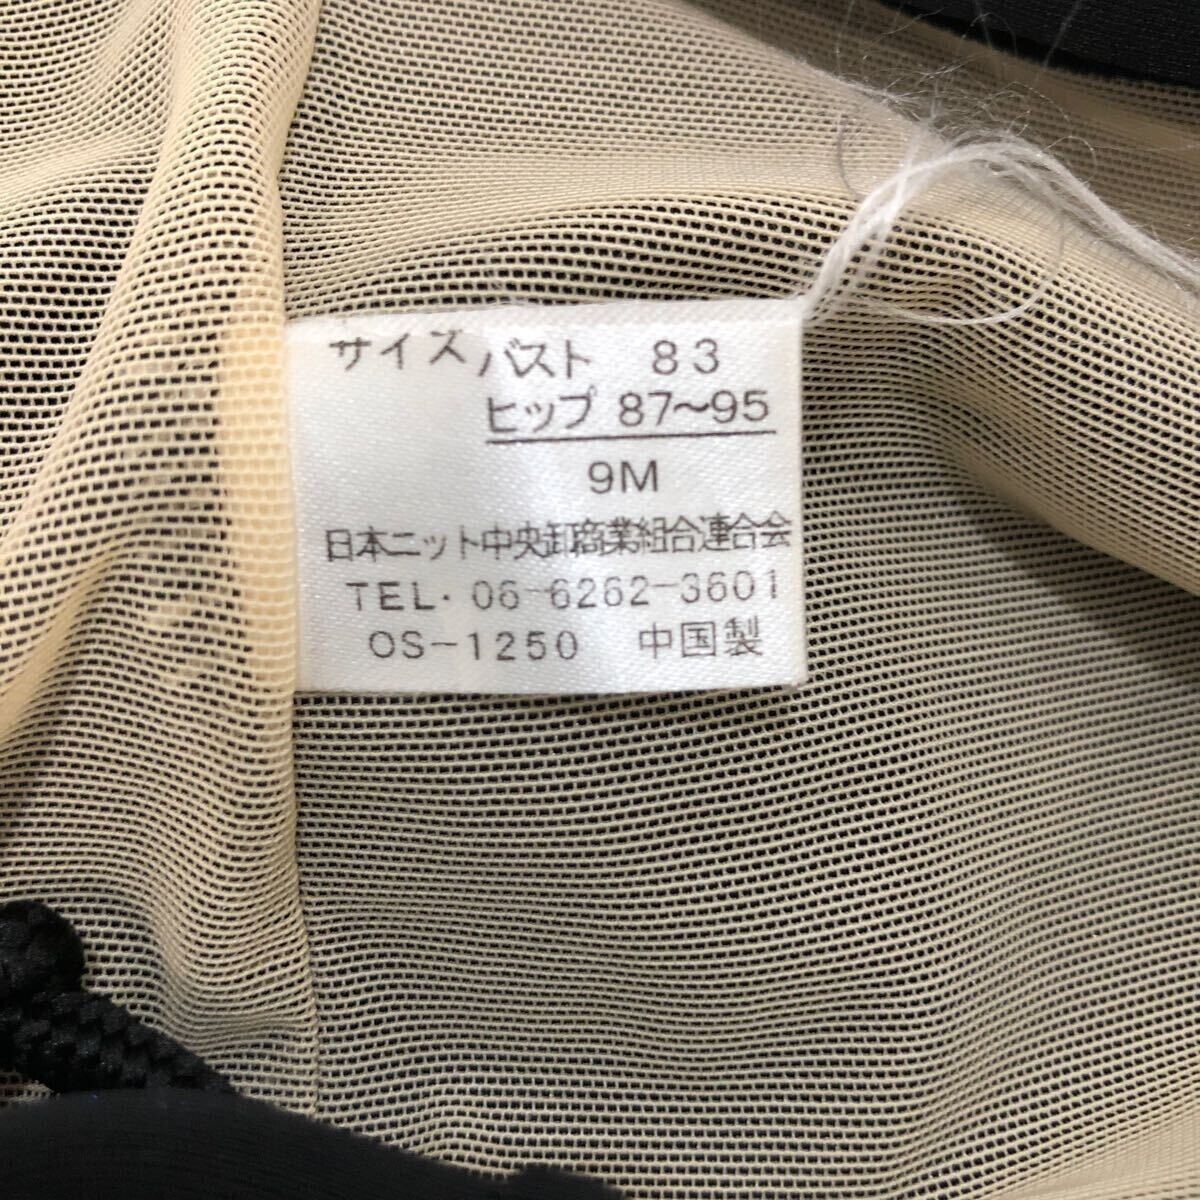 サイズ バスト 83
ヒップ 87〜95
9M
日本ニット中央卸商業組合連合会
TEL・06-6262-3601
OS-1250 中国製